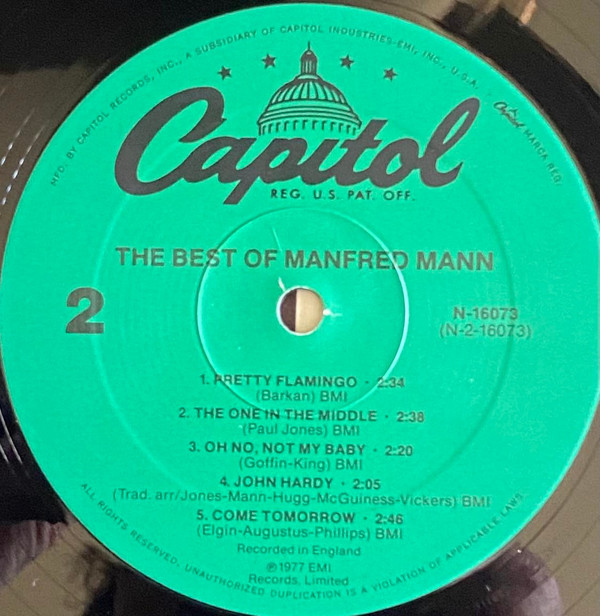 MFD. BY CAPITOL RECORDS, INC., A SUBSIDIARY OF CAPITOL INDUSTRIES-EMI, INC., U.S.A. · Capitol MARCA REG.
Capitol
REG. U.S. PAT. OFF.
THE BEST OF MANFRED MANN
2
N-16073
(N-2-16073)
1. PRETTY FLAMINGO · 2:34
(Barkan) BMI
2. THE ONE IN THE MIDDLE · 2:38
(Paul Jones) BMI
3. OH NO, NOT MY BABY · 2:20
(Goffin-King) BMI
4. JOHN HARDY · 2:05
(Trad. arr/Jones-Mann-Hugg-McGuiness-Vickers) BMI
5. COME TOMORROW · 2:46
(Elgin-Augustus-Phillips) BMI
Recorded in England
℗1977 EMI
Records, Limited
ALL RIGHTS RESERVED. UNAUTHORIZED DUPLICATION IS A VIOLATION OF APPLICABLE LAWS